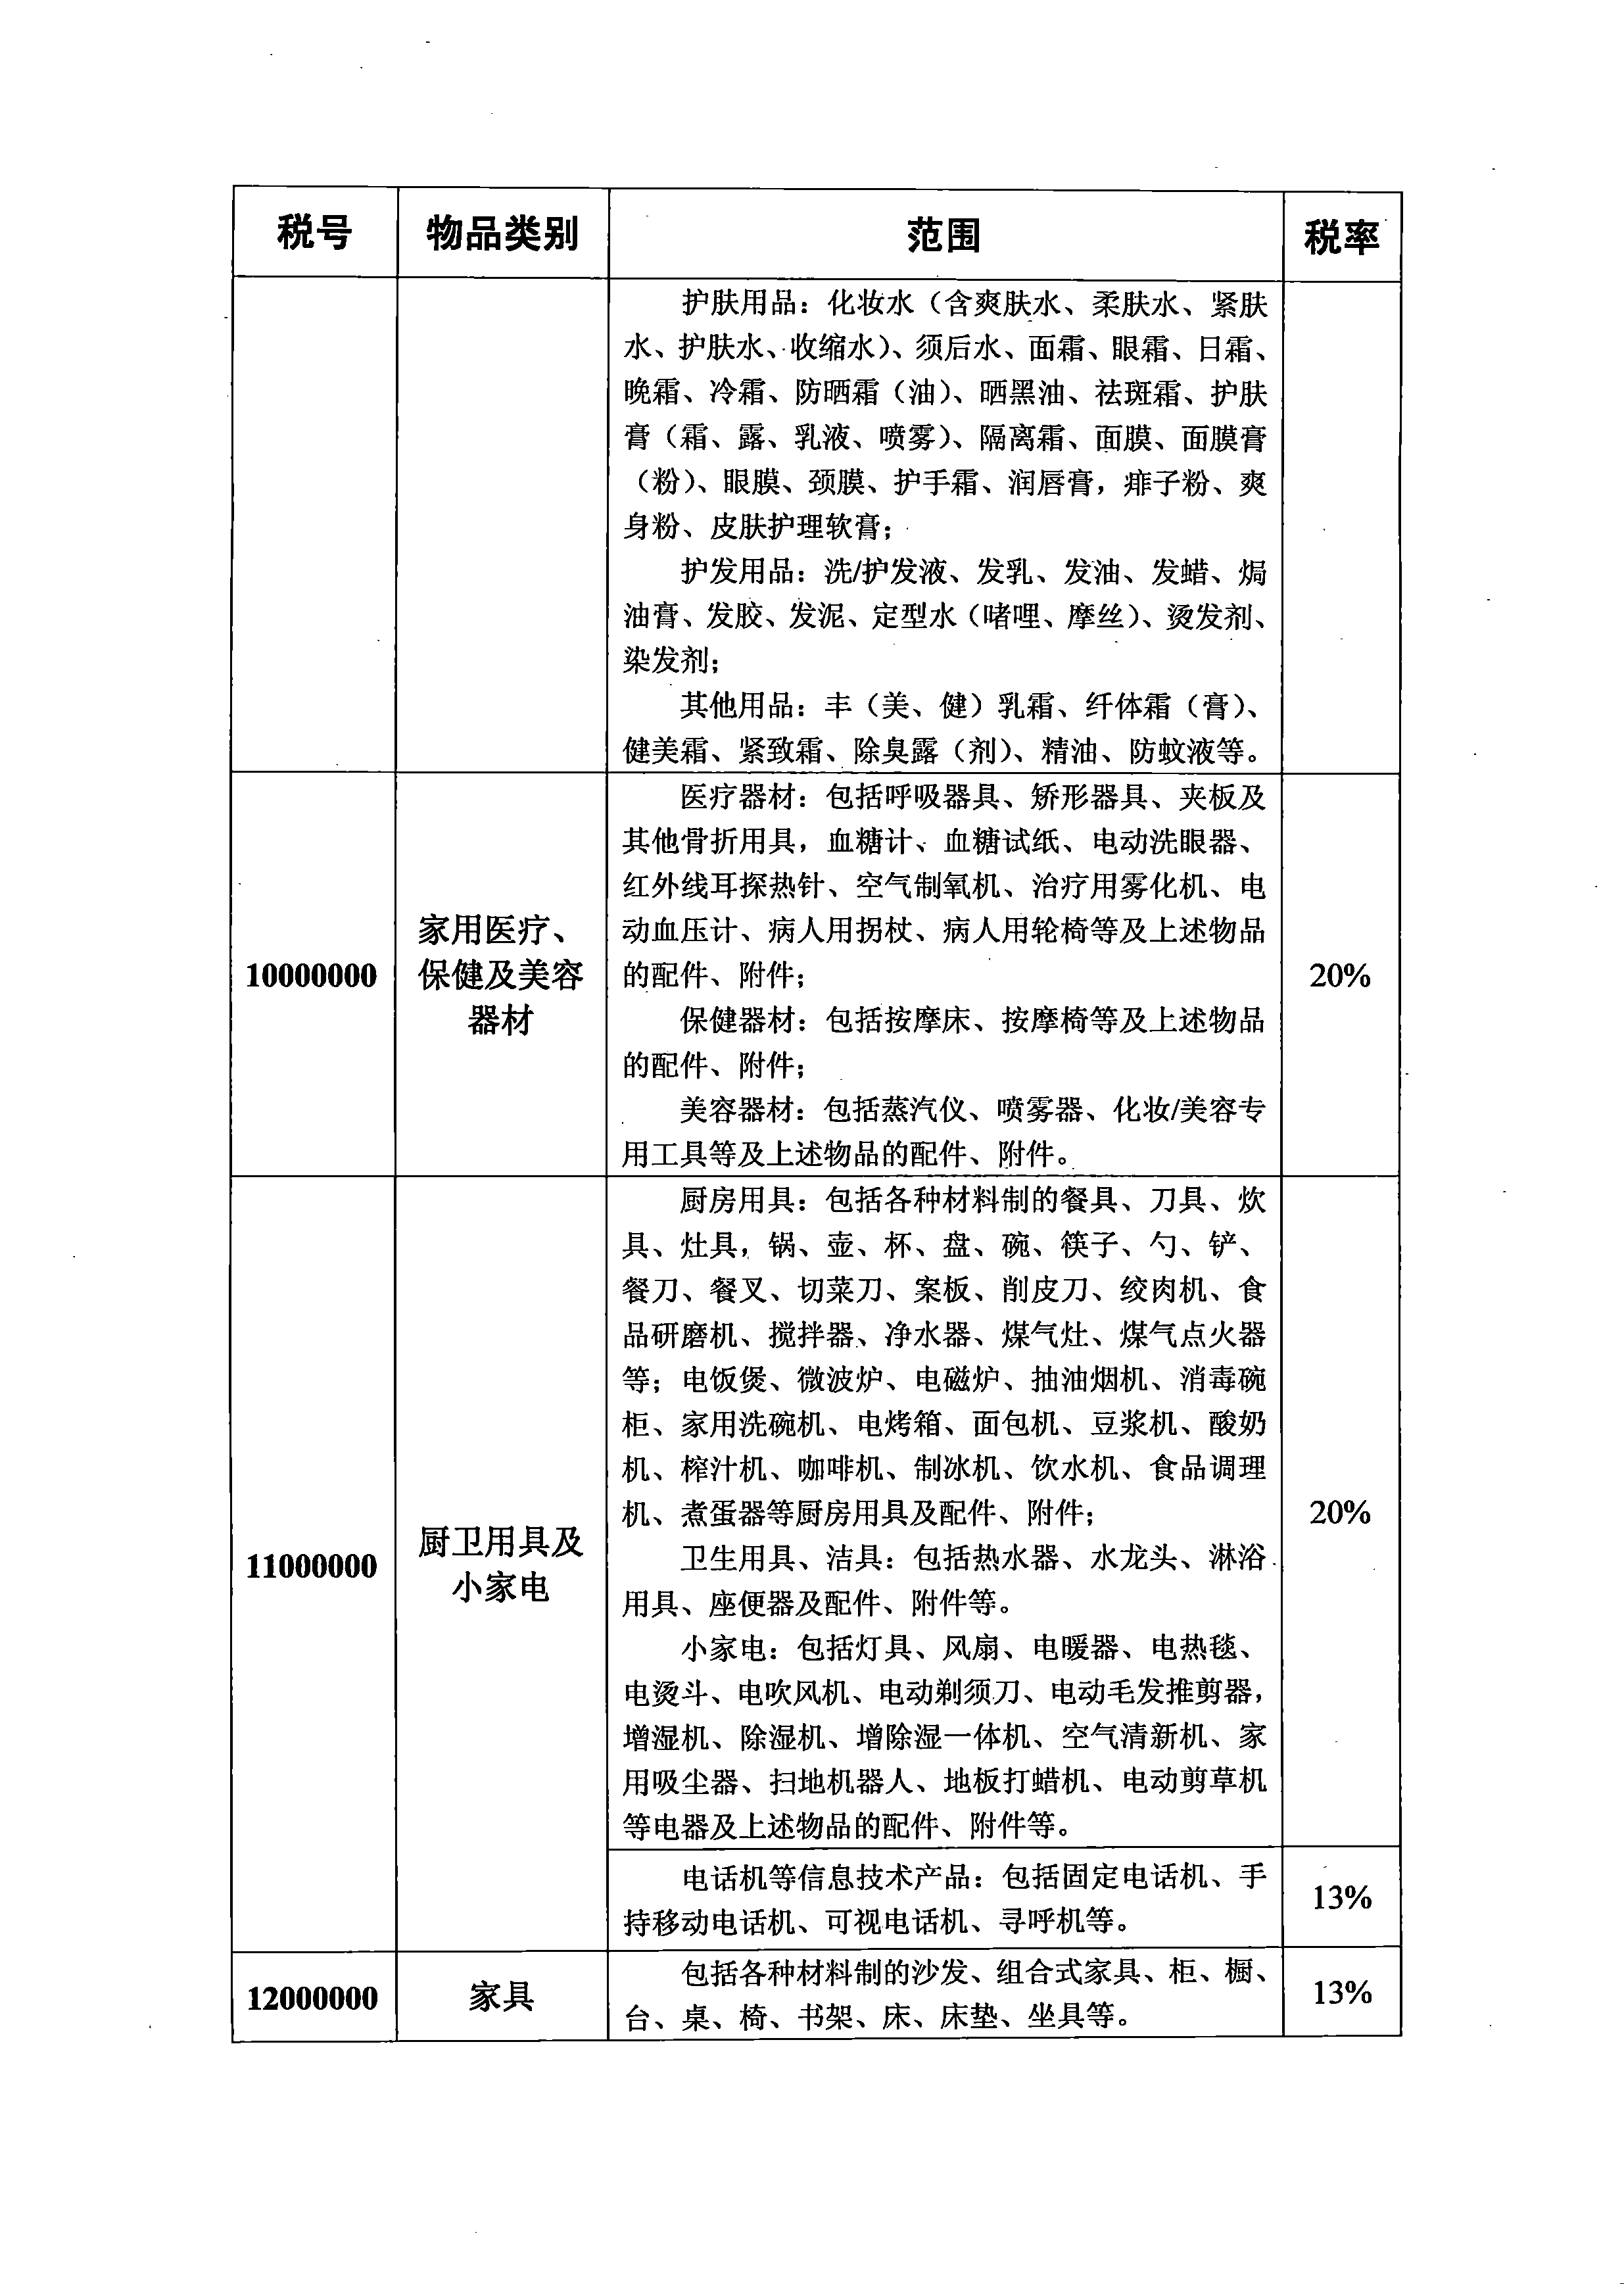 税号 物品类别 范围 税率
护肤用品：化妆水（含爽肤水、柔肤水、紧肤
水、护肤水、收缩水）、须后水、面霜、眼霜、日霜、
晚霜、冷霜、防晒霜（油）、晒黑油、祛斑霜、护肤
膏（霜、露、乳液、喷雾）、隔离霜、面膜、面膜膏
（粉）、眼膜、颈膜、护手霜、润唇膏，痱子粉、爽
身粉、皮肤护理软膏；
护发用品：洗/护发液、发乳、发油、发蜡、焗
油膏、发胶、发泥、定型水（啫哩、摩丝）、烫发剂、
染发剂；
其他用品：丰（美、健）乳霜、纤体霜（膏）、
健美霜、紧致霜、除臭露（剂）、精油、防蚊液等。
10000000
家用医疗、
保健及美容
器材
医疗器材：包括呼吸器具、矫形器具、夹板及
其他骨折用具，血糖计、血糖试纸、电动洗眼器、
红外线耳探热针、空气制氧机、治疗用雾化机、电
动血压计、病人用拐杖、病人用轮椅等及上述物品
的配件、附件；
保健器材：包括按摩床、按摩椅等及上述物品
的配件、附件；
美容器材：包括蒸汽仪、喷雾器、化妆/美容专
用工具等及上述物品的配件、附件。
20%
11000000
厨卫用具及
小家电
厨房用具：包括各种材料制的餐具、刀具、炊
具、灶具，锅、壶、杯、盘、碗、筷子、勺、铲、
餐刀、餐叉、切菜刀、案板、削皮刀、绞肉机、食
品研磨机、搅拌器、净水器、煤气灶、煤气点火器
等；电饭煲、微波炉、电磁炉、抽油烟机、消毒碗
柜、家用洗碗机、电烤箱、面包机、豆浆机、酸奶
机、榨汁机、咖啡机、制冰机、饮水机、食品调理
机、煮蛋器等厨房用具及配件、附件；
卫生用具、洁具：包括热水器、水龙头、淋浴
用具、座便器及配件、附件等。
小家电：包括灯具、风扇、电暖器、电热毯、
电烫斗、电吹风机、电动剃须刀、电动毛发推剪器，
增湿机、除湿机、增除湿一体机、空气清新机、家
用吸尘器、扫地机器人、地板打蜡机、电动剪草机
等电器及上述物品的配件、附件等。
20%
电话机等信息技术产品：包括固定电话机、手
持移动电话机、可视电话机、寻呼机等。
13%
12000000
家具
包括各种材料制的沙发、组合式家具、柜、橱、
台、桌、椅、书架、床、床垫、坐具等。
13%